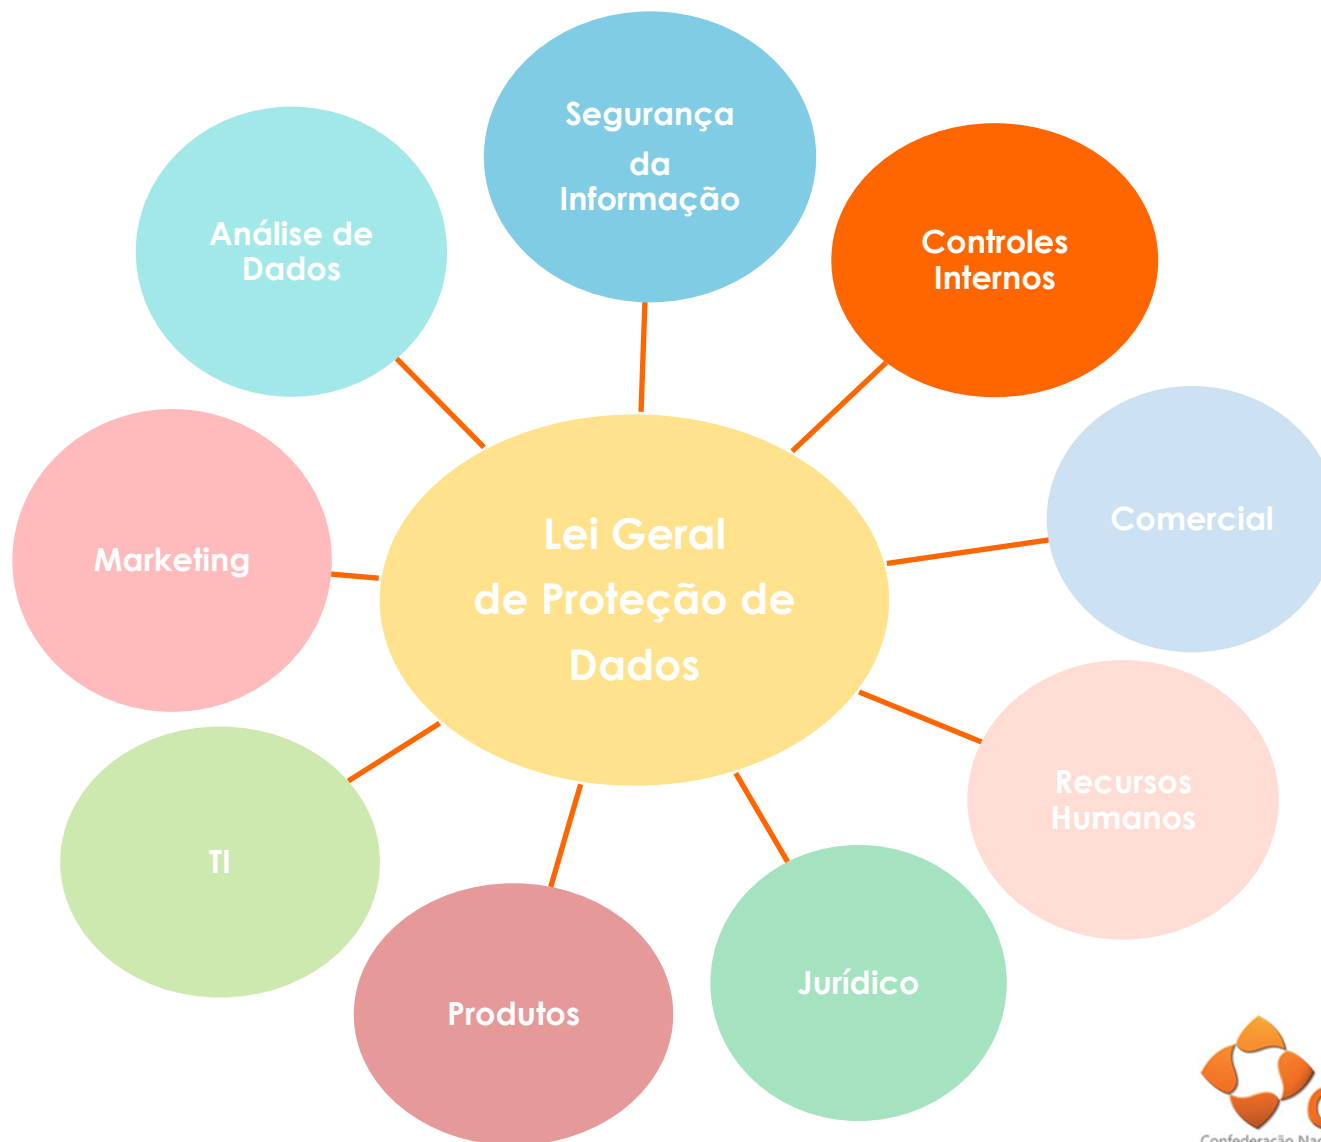 Segurança
da
Informação
Análise de
Dados
Controles
Internos
Comercial
Marketing
Lei Geral
de Proteção de
Dados
Recursos
Humanos
TI
Produtos
Jurídico
Confederação